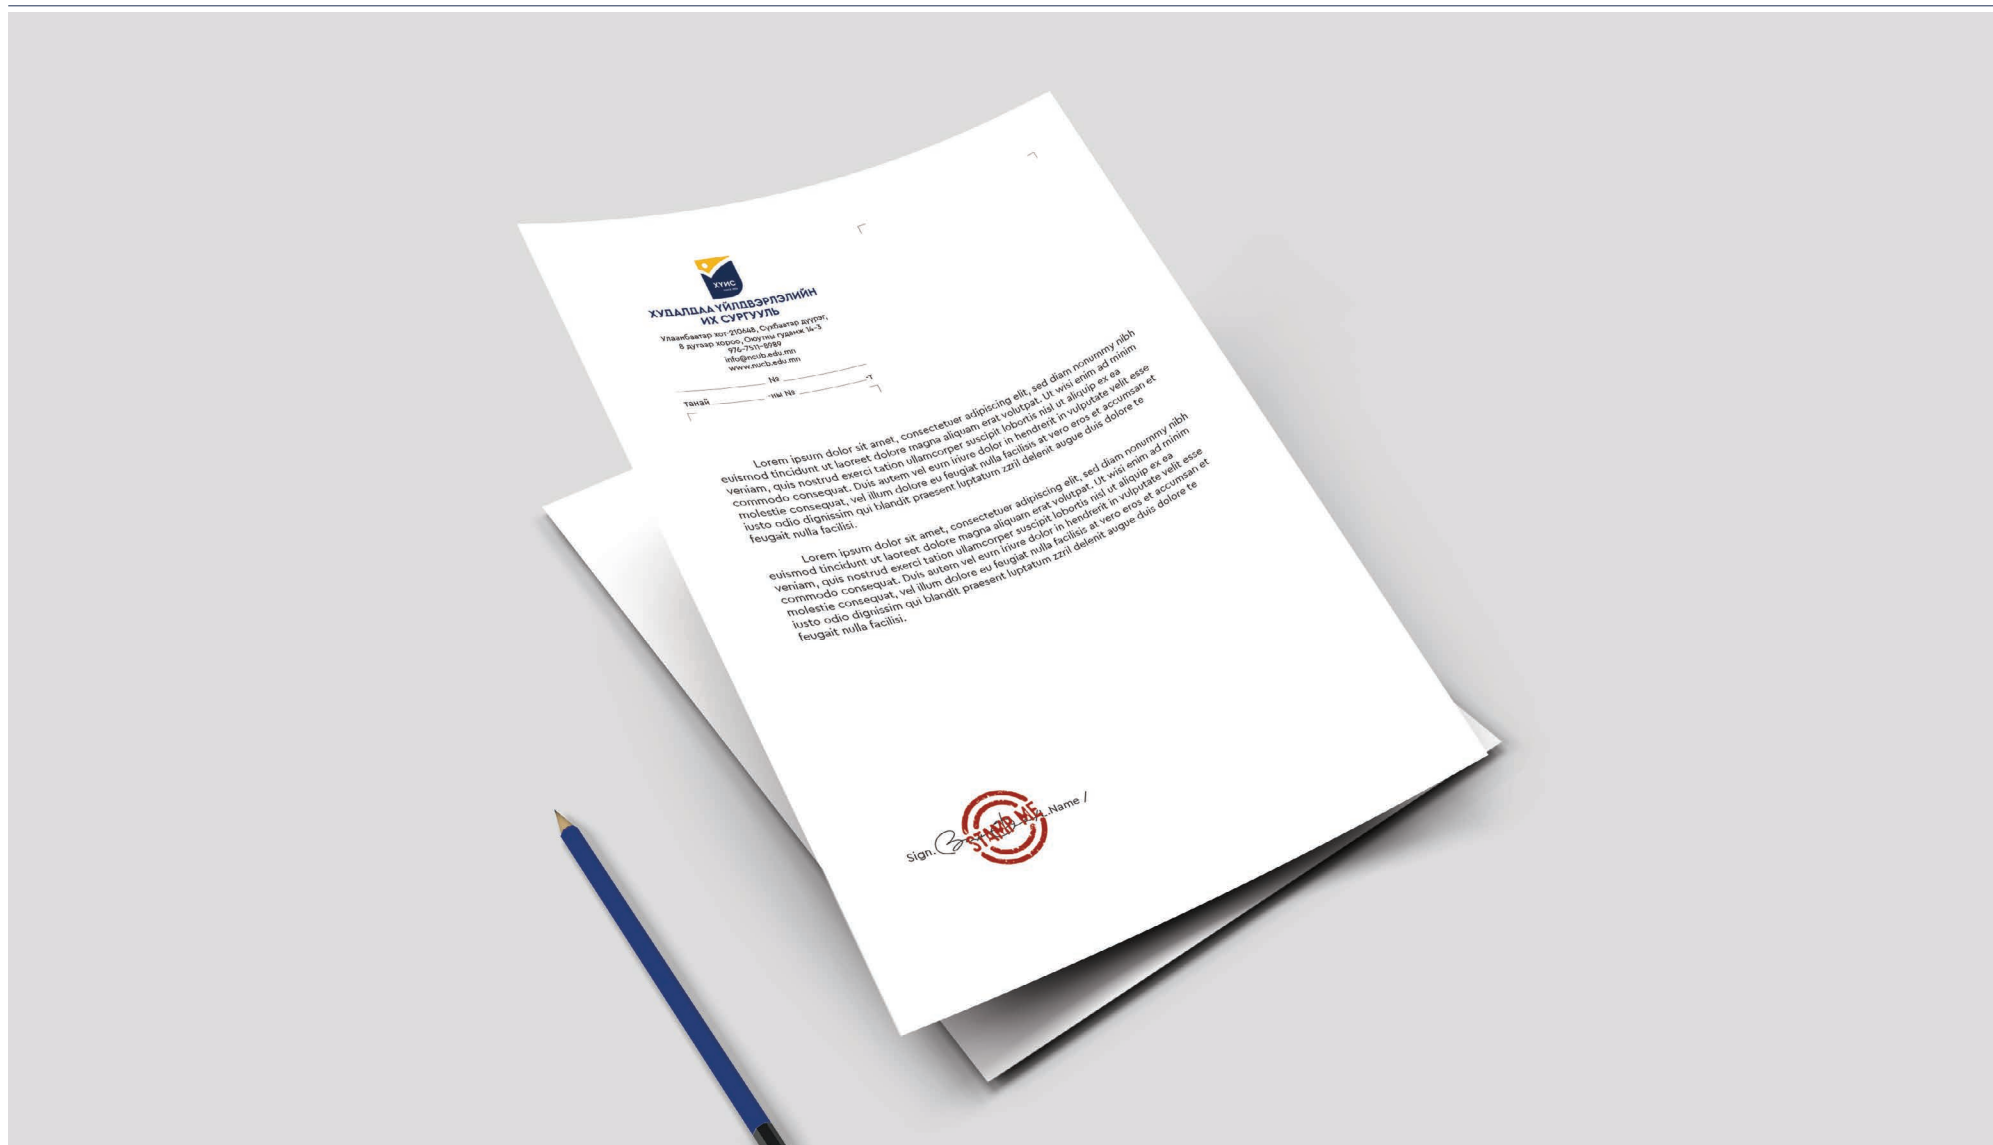 ХҮИС
ХУДАЛДАА ҮЙЛДВЭРЛЭЛИЙН
ИХ СУРГУУЛЬ
Улаанбаатар хот-210648, Сүхбаатар дүүрэг,
8 дугаар хороо, Оюутны гудамж 14-3
976-7511-8989
info@ncub.edu.mn
www.nucb.edu.mn
№ -т
танай -ны №
Lorem ipsum dolor sit amet, consectetuer adipiscing elit, sed diam nonummy nibh
euismod tincidunt ut laoreet dolore magna aliquam erat volutpat. Ut wisi enim ad minim
veniam, quis nostrud exerci tation ullamcorper suscipit lobortis nisl ut aliquip ex ea
commodo consequat. Duis autem vel eum iriure dolor in hendrerit in vulputate velit esse
molestie consequat, vel illum dolore eu feugiat nulla facilisis at vero eros et accumsan et
iusto odio dignissim qui blandit praesent luptatum zzril delenit augue duis dolore te
feugait nulla facilisi.
Lorem ipsum dolor sit amet, consectetuer adipiscing elit, sed diam nonummy nibh
euismod tincidunt ut laoreet dolore magna aliquam erat volutpat. Ut wisi enim ad minim
veniam, quis nostrud exerci tation ullamcorper suscipit lobortis nisl ut aliquip ex ea
commodo consequat. Duis autem vel eum iriure dolor in hendrerit in vulputate velit esse
molestie consequat, vel illum dolore eu feugiat nulla facilisis at vero eros et accumsan et
iusto odio dignissim qui blandit praesent luptatum zzril delenit augue duis dolore te
feugait nulla facilisi.
Sign. STAMP ME Name /